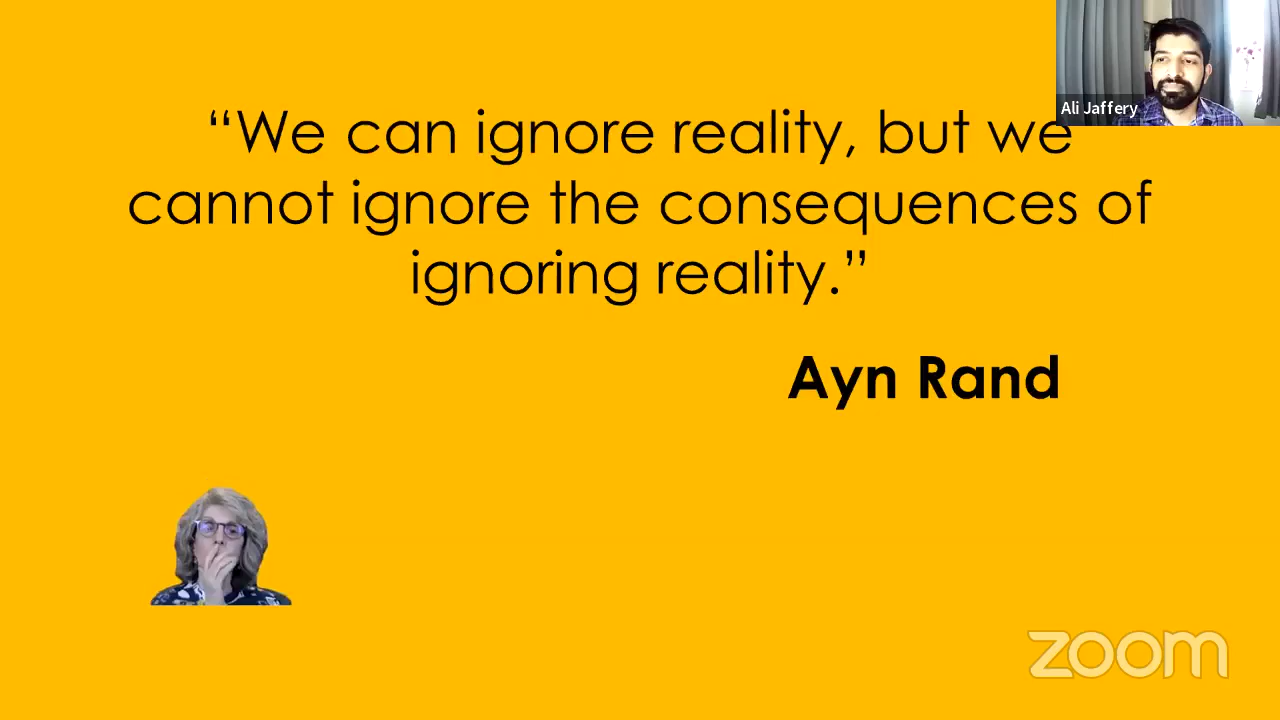 Ali Jaffery
“We can ignore reality, but we
cannot ignore the consequences of
ignoring reality.”
Ayn Rand
zoom